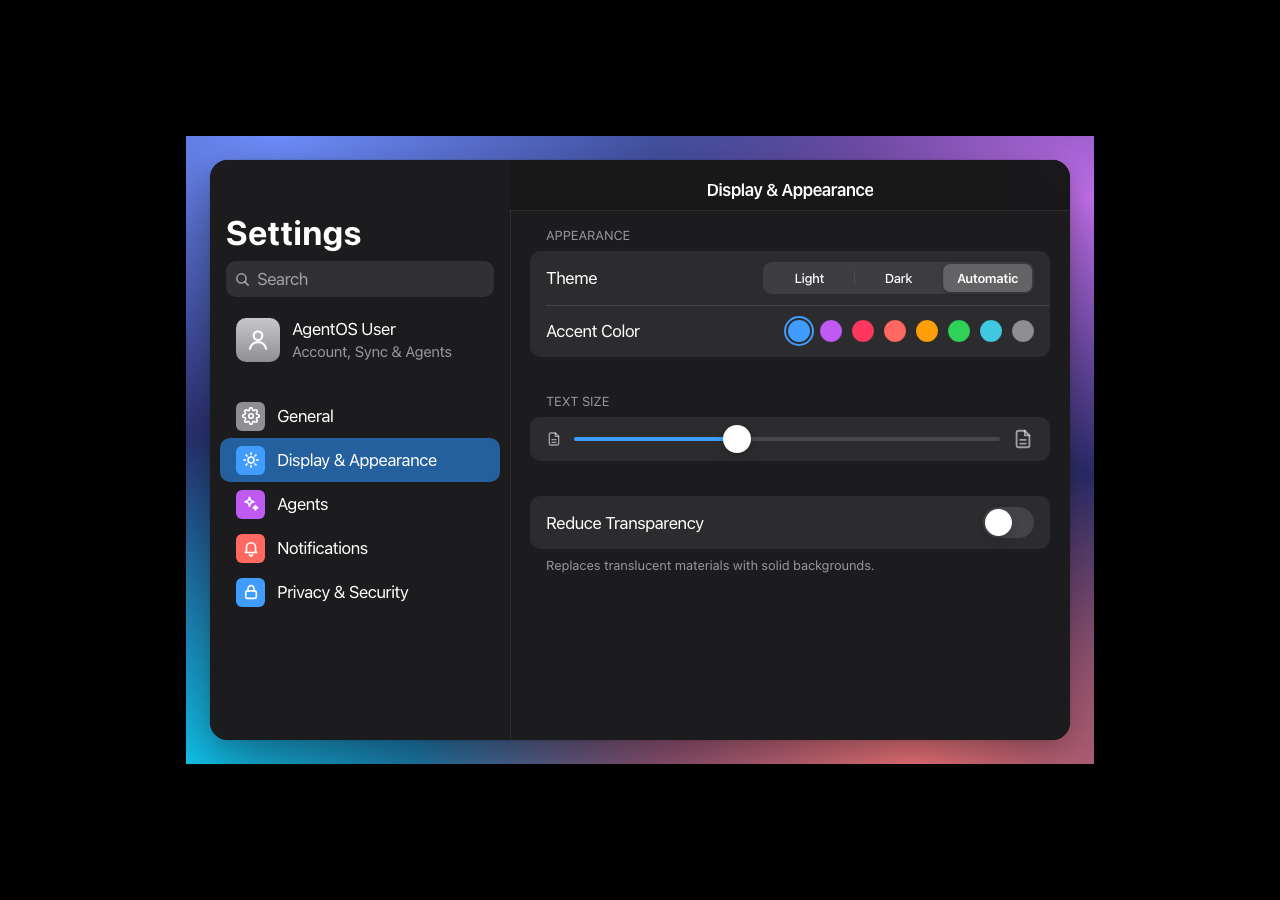 Settings
Search
AgentOS User
Account, Sync & Agents
General
Display & Appearance
Agents
Notifications
Privacy & Security
Display & Appearance
APPEARANCE
Theme
Light
Dark
Automatic
Accent Color
TEXT SIZE
Reduce Transparency
Replaces translucent materials with solid backgrounds.